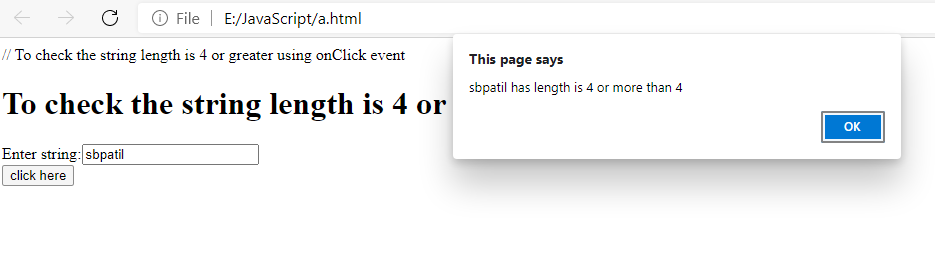 File | E:/JavaScript/a.html
// To check the string length is 4 or greater using onClick event
This page says
sbpatil has length is 4 or more than 4
OK
To check the string length is 4 or
Enter string: sbpatil
click here